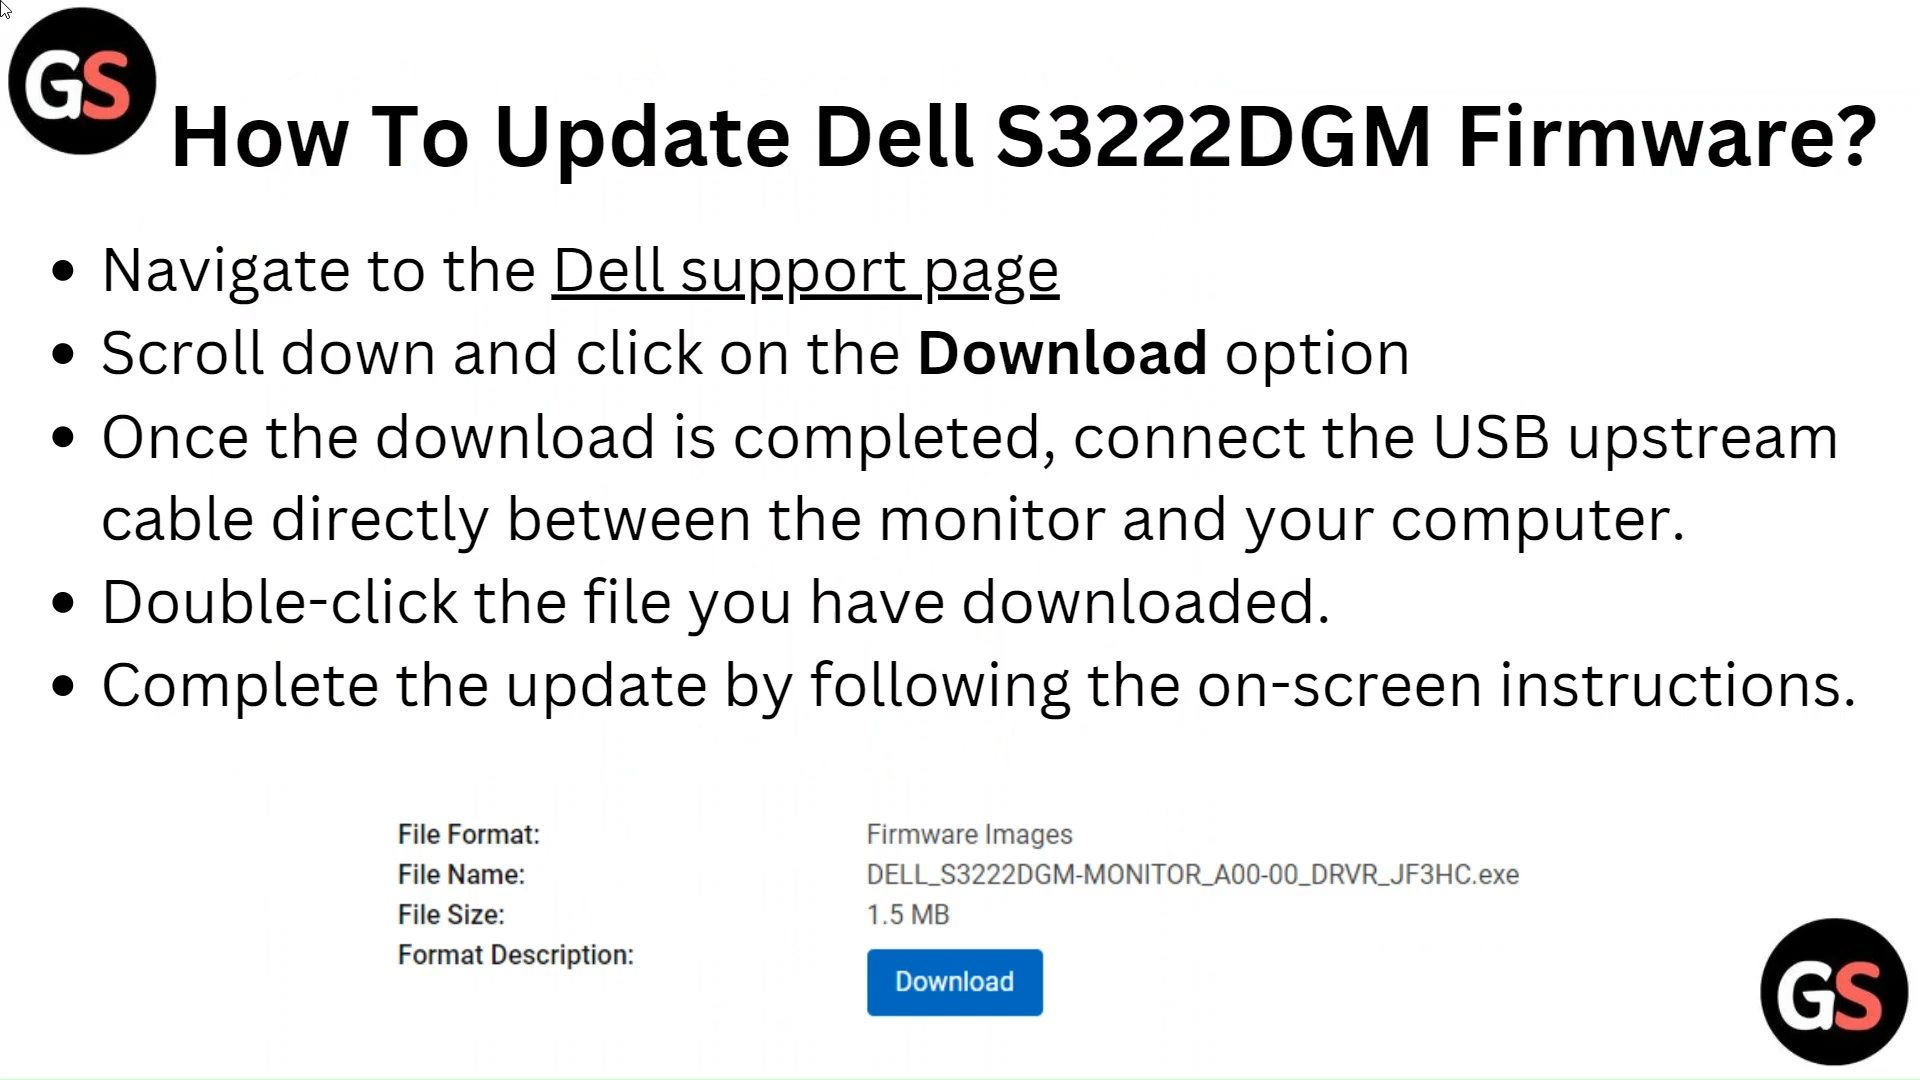 GS
How To Update Dell S3222DGM Firmware?
• Navigate to the Dell support page
• Scroll down and click on the Download option
• Once the download is completed, connect the USB upstream
cable directly between the monitor and your computer.
• Double-click the file you have downloaded.
• Complete the update by following the on-screen instructions.
File Format: Firmware Images
File Name: DELL_S3222DGM-MONITOR_A00-00_DRVR_JF3HC.exe
File Size: 1.5 MB
Format Description:
Download
GS